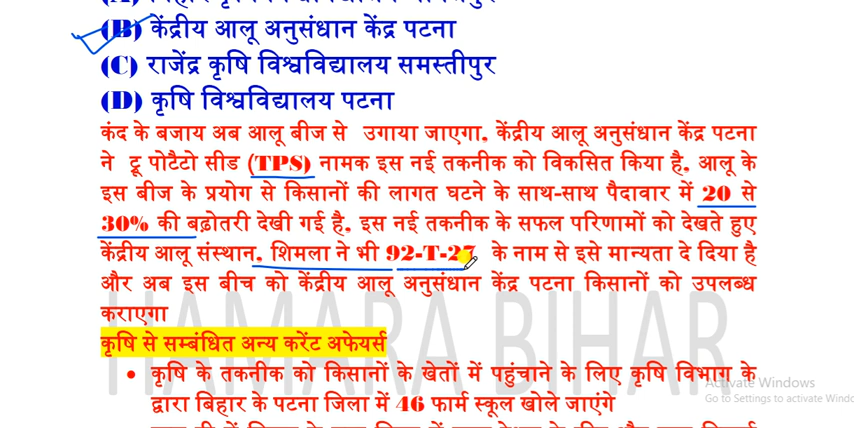 (B) केंद्रीय आलू अनुसंधान केंद्र पटना
(C) राजेंद्र कृषि विश्वविद्यालय समस्तीपुर
(D) कृषि विश्वविद्यालय पटना
कंद के बजाय अब आलू बीज से उगाया जाएगा, केंद्रीय आलू अनुसंधान केंद्र पटना
ने ट्रू पोटैटो सीड (TPS) नामक इस नई तकनीक को विकसित किया है, आलू के
इस बीज के प्रयोग से किसानों की लागत घटने के साथ-साथ पैदावार में 20 से
30% की बढ़ोतरी देखी गई है, इस नई तकनीक के सफल परिणामों को देखते हुए
केंद्रीय आलू संस्थान, शिमला ने भी 92-T-27 के नाम से इसे मान्यता दे दिया है
और अब इस बीच को केंद्रीय आलू अनुसंधान केंद्र पटना किसानों को उपलब्ध
कराएगा
HAMARA BIHAR
कृषि से सम्बंधित अन्य करेंट अफेयर्स
• कृषि के तकनीक को किसानों के खेतों में पहुंचाने के लिए कृषि विभाग के
द्वारा बिहार के पटना जिला में 46 फार्म स्कूल खोले जाएंगे
Activate Windows
Go to Settings to activate Windo